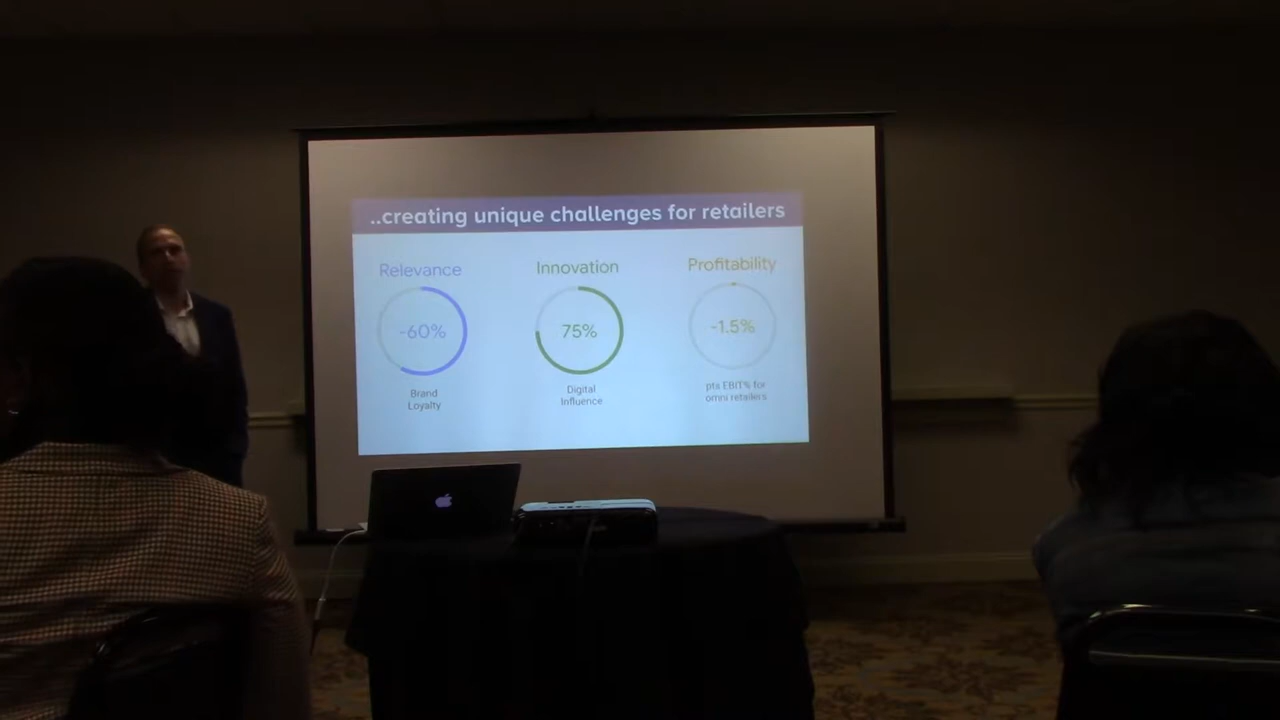 ..creating unique challenges for retailers
Relevance
-60%
Brand
Loyalty
Innovation
75%
Digital
Influence
Profitability
-1.5%
pts EBIT% for
omni retailers